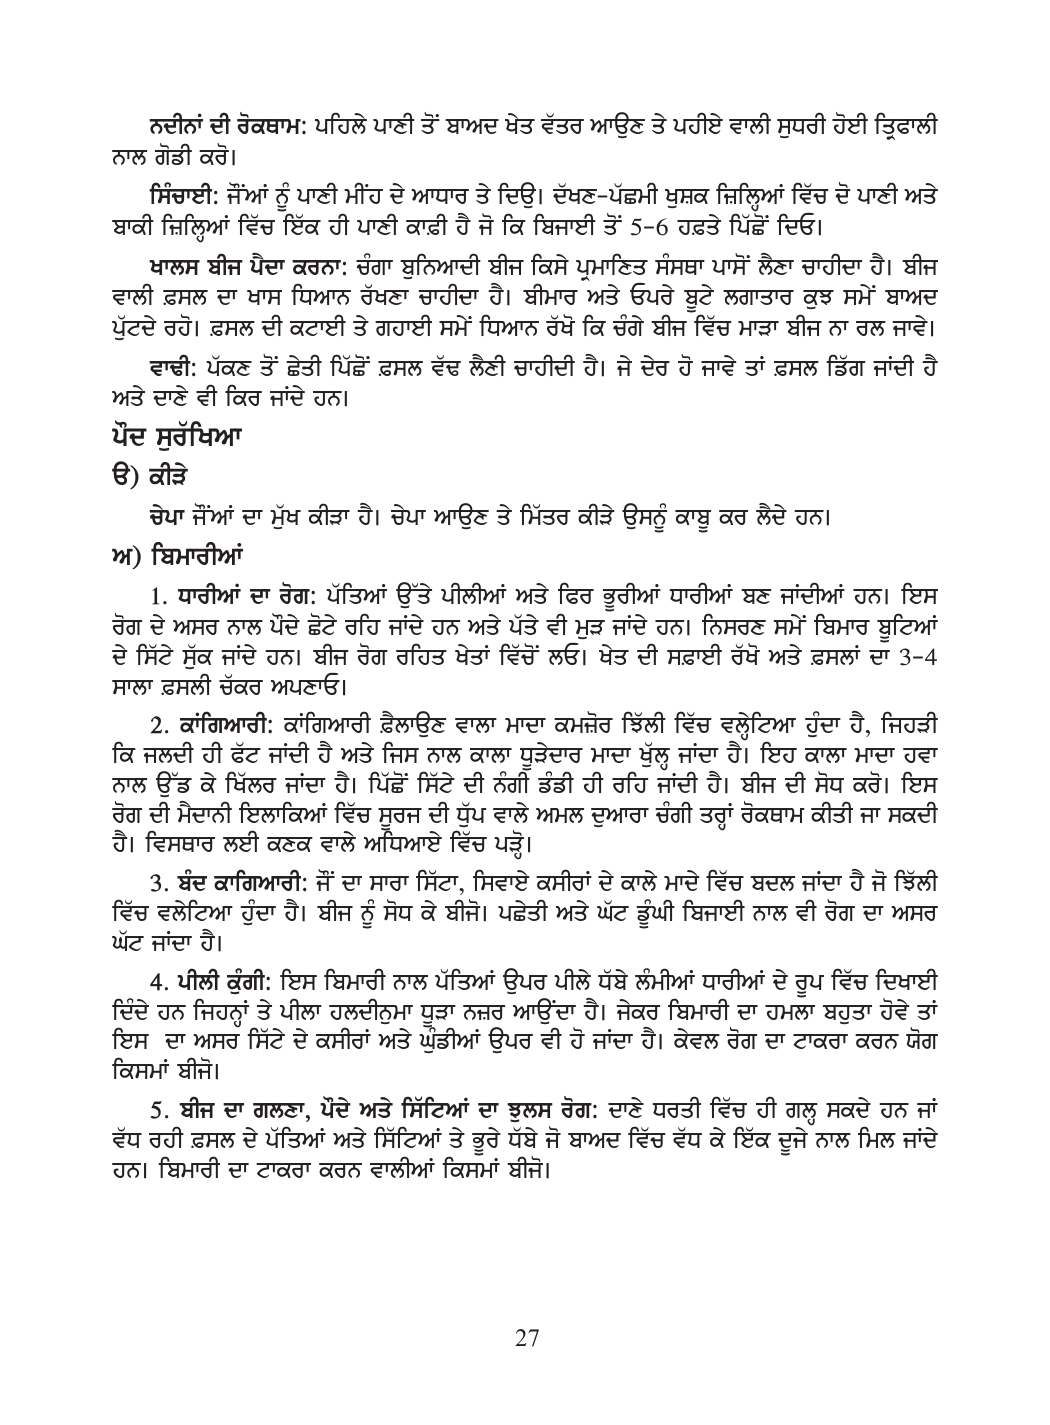 ਨਦੀਨਾਂ ਦੀ ਰੋਕਥਾਮ: ਪਹਿਲੇ ਪਾਣੀ ਤੋਂ ਬਾਅਦ ਖੇਤ ਵੱਤਰ ਆਉਣ ਤੇ ਪਹੀਏ ਵਾਲੀ ਸੁਧਰੀ ਹੋਈ ਤ੍ਰਿਫਾਲੀ
ਨਾਲ ਗੋਡੀ ਕਰੋ।
ਸਿੰਚਾਈ: ਜੌਂਆਂ ਨੂੰ ਪਾਣੀ ਮੀਂਹ ਦੇ ਆਧਾਰ ਤੇ ਦਿਉ। ਦੱਖਣ-ਪੱਛਮੀ ਖੁਸ਼ਕ ਜ਼ਿਲ੍ਹਿਆਂ ਵਿੱਚ ਦੋ ਪਾਣੀ ਅਤੇ
ਬਾਕੀ ਜ਼ਿਲ੍ਹਿਆਂ ਵਿੱਚ ਇੱਕ ਹੀ ਪਾਣੀ ਕਾਫ਼ੀ ਹੈ ਜੋ ਕਿ ਬਿਜਾਈ ਤੋਂ 5-6 ਹਫ਼ਤੇ ਪਿੱਛੋਂ ਦਿਓ।
ਖਾਲਸ ਬੀਜ ਪੈਦਾ ਕਰਨਾ: ਚੰਗਾ ਬੁਨਿਆਦੀ ਬੀਜ ਕਿਸੇ ਪ੍ਰਮਾਣਿਤ ਸੰਸਥਾ ਪਾਸੋਂ ਲੈਣਾ ਚਾਹੀਦਾ ਹੈ। ਬੀਜ
ਵਾਲੀ ਫ਼ਸਲ ਦਾ ਖਾਸ ਧਿਆਨ ਰੱਖਣਾ ਚਾਹੀਦਾ ਹੈ। ਬੀਮਾਰ ਅਤੇ ਓਪਰੇ ਬੂਟੇ ਲਗਾਤਾਰ ਕੁਝ ਸਮੇਂ ਬਾਅਦ
ਪੁੱਟਦੇ ਰਹੋ। ਫ਼ਸਲ ਦੀ ਕਟਾਈ ਤੇ ਗਹਾਈ ਸਮੇਂ ਧਿਆਨ ਰੱਖੋ ਕਿ ਚੰਗੇ ਬੀਜ ਵਿੱਚ ਮਾੜਾ ਬੀਜ ਨਾ ਰਲ ਜਾਵੇ।
ਵਾਢੀ: ਪੱਕਣ ਤੋਂ ਛੇਤੀ ਪਿੱਛੋਂ ਫ਼ਸਲ ਵੱਢ ਲੈਣੀ ਚਾਹੀਦੀ ਹੈ। ਜੇ ਦੇਰ ਹੋ ਜਾਵੇ ਤਾਂ ਫ਼ਸਲ ਡਿੱਗ ਜਾਂਦੀ ਹੈ
ਅਤੇ ਦਾਣੇ ਵੀ ਕਿਰ ਜਾਂਦੇ ਹਨ।
ਪੌਦ ਸੁਰੱਖਿਆ
ੳ) ਕੀੜੇ
ਚੇਪਾ ਜੌਂਆਂ ਦਾ ਮੁੱਖ ਕੀੜਾ ਹੈ। ਚੇਪਾ ਆਉਣ ਤੇ ਮਿੱਤਰ ਕੀੜੇ ਉਸਨੂੰ ਕਾਬੂ ਕਰ ਲੈਦੇ ਹਨ।
ਅ) ਬਿਮਾਰੀਆਂ
1. ਧਾਰੀਆਂ ਦਾ ਰੋਗ: ਪੱਤਿਆਂ ਉੱਤੇ ਪੀਲੀਆਂ ਅਤੇ ਫਿਰ ਭੂਰੀਆਂ ਧਾਰੀਆਂ ਬਣ ਜਾਂਦੀਆਂ ਹਨ। ਇਸ
ਰੋਗ ਦੇ ਅਸਰ ਨਾਲ ਪੌਦੇ ਛੋਟੇ ਰਹਿ ਜਾਂਦੇ ਹਨ ਅਤੇ ਪੱਤੇ ਵੀ ਮੁੜ ਜਾਂਦੇ ਹਨ। ਨਿਸਰਣ ਸਮੇਂ ਬਿਮਾਰ ਬੂਟਿਆਂ
ਦੇ ਸਿੱਟੇ ਸੁੱਕ ਜਾਂਦੇ ਹਨ। ਬੀਜ ਰੋਗ ਰਹਿਤ ਖੇਤਾਂ ਵਿੱਚੋਂ ਲਓ। ਖੇਤ ਦੀ ਸਫ਼ਾਈ ਰੱਖੋ ਅਤੇ ਫ਼ਸਲਾਂ ਦਾ 3-4
ਸਾਲਾ ਫ਼ਸਲੀ ਚੱਕਰ ਅਪਣਾਓ।
2. ਕਾਂਗਿਆਰੀ: ਕਾਂਗਿਆਰੀ ਫ਼ੈਲਾਉਣ ਵਾਲਾ ਮਾਦਾ ਕਮਜ਼ੋਰ ਝਿੱਲੀ ਵਿੱਚ ਵਲ੍ਹੇਟਿਆ ਹੁੰਦਾ ਹੈ, ਜਿਹੜੀ
ਕਿ ਜਲਦੀ ਹੀ ਫੱਟ ਜਾਂਦੀ ਹੈ ਅਤੇ ਜਿਸ ਨਾਲ ਕਾਲਾ ਧੂੜੇਦਾਰ ਮਾਦਾ ਖੁੱਲ੍ਹ ਜਾਂਦਾ ਹੈ। ਇਹ ਕਾਲਾ ਮਾਦਾ ਹਵਾ
ਨਾਲ ਉੱਡ ਕੇ ਖਿੱਲਰ ਜਾਂਦਾ ਹੈ। ਪਿੱਛੋਂ ਸਿੱਟੇ ਦੀ ਨੰਗੀ ਡੰਡੀ ਹੀ ਰਹਿ ਜਾਂਦੀ ਹੈ। ਬੀਜ ਦੀ ਸੋਧ ਕਰੋ। ਇਸ
ਰੋਗ ਦੀ ਮੈਦਾਨੀ ਇਲਾਕਿਆਂ ਵਿੱਚ ਸੂਰਜ ਦੀ ਧੁੱਪ ਵਾਲੇ ਅਮਲ ਦੁਆਰਾ ਚੰਗੀ ਤਰ੍ਹਾਂ ਰੋਕਥਾਮ ਕੀਤੀ ਜਾ ਸਕਦੀ
ਹੈ। ਵਿਸਥਾਰ ਲਈ ਕਣਕ ਵਾਲੇ ਅਧਿਆਏ ਵਿੱਚ ਪੜ੍ਹੋ।
3. ਬੰਦ ਕਾਗਿਆਰੀ: ਜੌਂ ਦਾ ਸਾਰਾ ਸਿੱਟਾ, ਸਿਵਾਏ ਕਸੀਰਾਂ ਦੇ ਕਾਲੇ ਮਾਦੇ ਵਿੱਚ ਬਦਲ ਜਾਂਦਾ ਹੈ ਜੋ ਝਿੱਲੀ
ਵਿੱਚ ਵਲੇਟਿਆ ਹੁੰਦਾ ਹੈ। ਬੀਜ ਨੂੰ ਸੋਧ ਕੇ ਬੀਜੋ। ਪਛੇਤੀ ਅਤੇ ਘੱਟ ਡੂੰਘੀ ਬਿਜਾਈ ਨਾਲ ਵੀ ਰੋਗ ਦਾ ਅਸਰ
ਘੱਟ ਜਾਂਦਾ ਹੈ।
4. ਪੀਲੀ ਕੁੰਗੀ: ਇਸ ਬਿਮਾਰੀ ਨਾਲ ਪੱਤਿਆਂ ਉਪਰ ਪੀਲੇ ਧੱਬੇ ਲੰਮੀਆਂ ਧਾਰੀਆਂ ਦੇ ਰੂਪ ਵਿੱਚ ਦਿਖਾਈ
ਦਿੰਦੇ ਹਨ ਜਿਹਨ੍ਹਾਂ ਤੇ ਪੀਲਾ ਹਲਦੀਨੁਮਾ ਧੂੜਾ ਨਜ਼ਰ ਆਉਂਦਾ ਹੈ। ਜੇਕਰ ਬਿਮਾਰੀ ਦਾ ਹਮਲਾ ਬਹੁਤਾ ਹੋਵੇ ਤਾਂ
ਇਸ ਦਾ ਅਸਰ ਸਿੱਟੇ ਦੇ ਕਸੀਰਾਂ ਅਤੇ ਘੁੰਡੀਆਂ ਉਪਰ ਵੀ ਹੋ ਜਾਂਦਾ ਹੈ। ਕੇਵਲ ਰੋਗ ਦਾ ਟਾਕਰਾ ਕਰਨ ਯੋਗ
ਕਿਸਮਾਂ ਬੀਜੋ।
5. ਬੀਜ ਦਾ ਗਲਣਾ, ਪੌਦੇ ਅਤੇ ਸਿੱਟਿਆਂ ਦਾ ਝੁਲਸ ਰੋਗ: ਦਾਣੇ ਧਰਤੀ ਵਿੱਚ ਹੀ ਗਲ੍ਹ ਸਕਦੇ ਹਨ ਜਾਂ
ਵੱਧ ਰਹੀ ਫ਼ਸਲ ਦੇ ਪੱਤਿਆਂ ਅਤੇ ਸਿੱਟਿਆਂ ਤੇ ਭੂਰੇ ਧੱਬੇ ਜੋ ਬਾਅਦ ਵਿੱਚ ਵੱਧ ਕੇ ਇੱਕ ਦੂਜੇ ਨਾਲ ਮਿਲ ਜਾਂਦੇ
ਹਨ। ਬਿਮਾਰੀ ਦਾ ਟਾਕਰਾ ਕਰਨ ਵਾਲੀਆਂ ਕਿਸਮਾਂ ਬੀਜੋ।
27